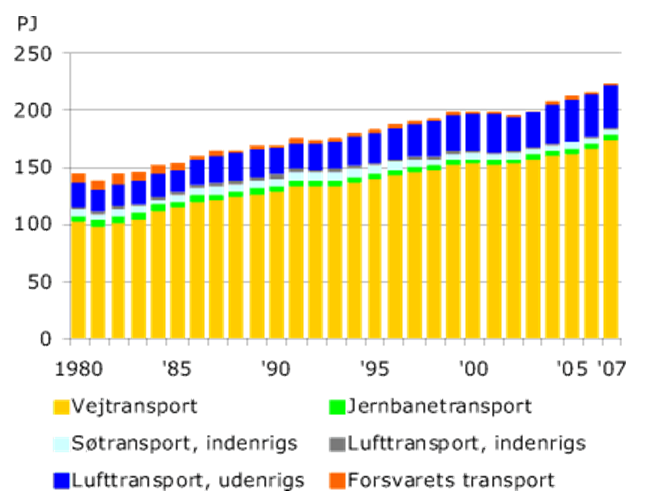 PJ
250
200
150
100
50
0
1980 '85 '90 '95 '00 '05 '07
Vejtransport Jernbanetransport
Søtransport, indenrigs Lufttransport, indenrigs
Lufttransport, udenrigs Forsvarets transport